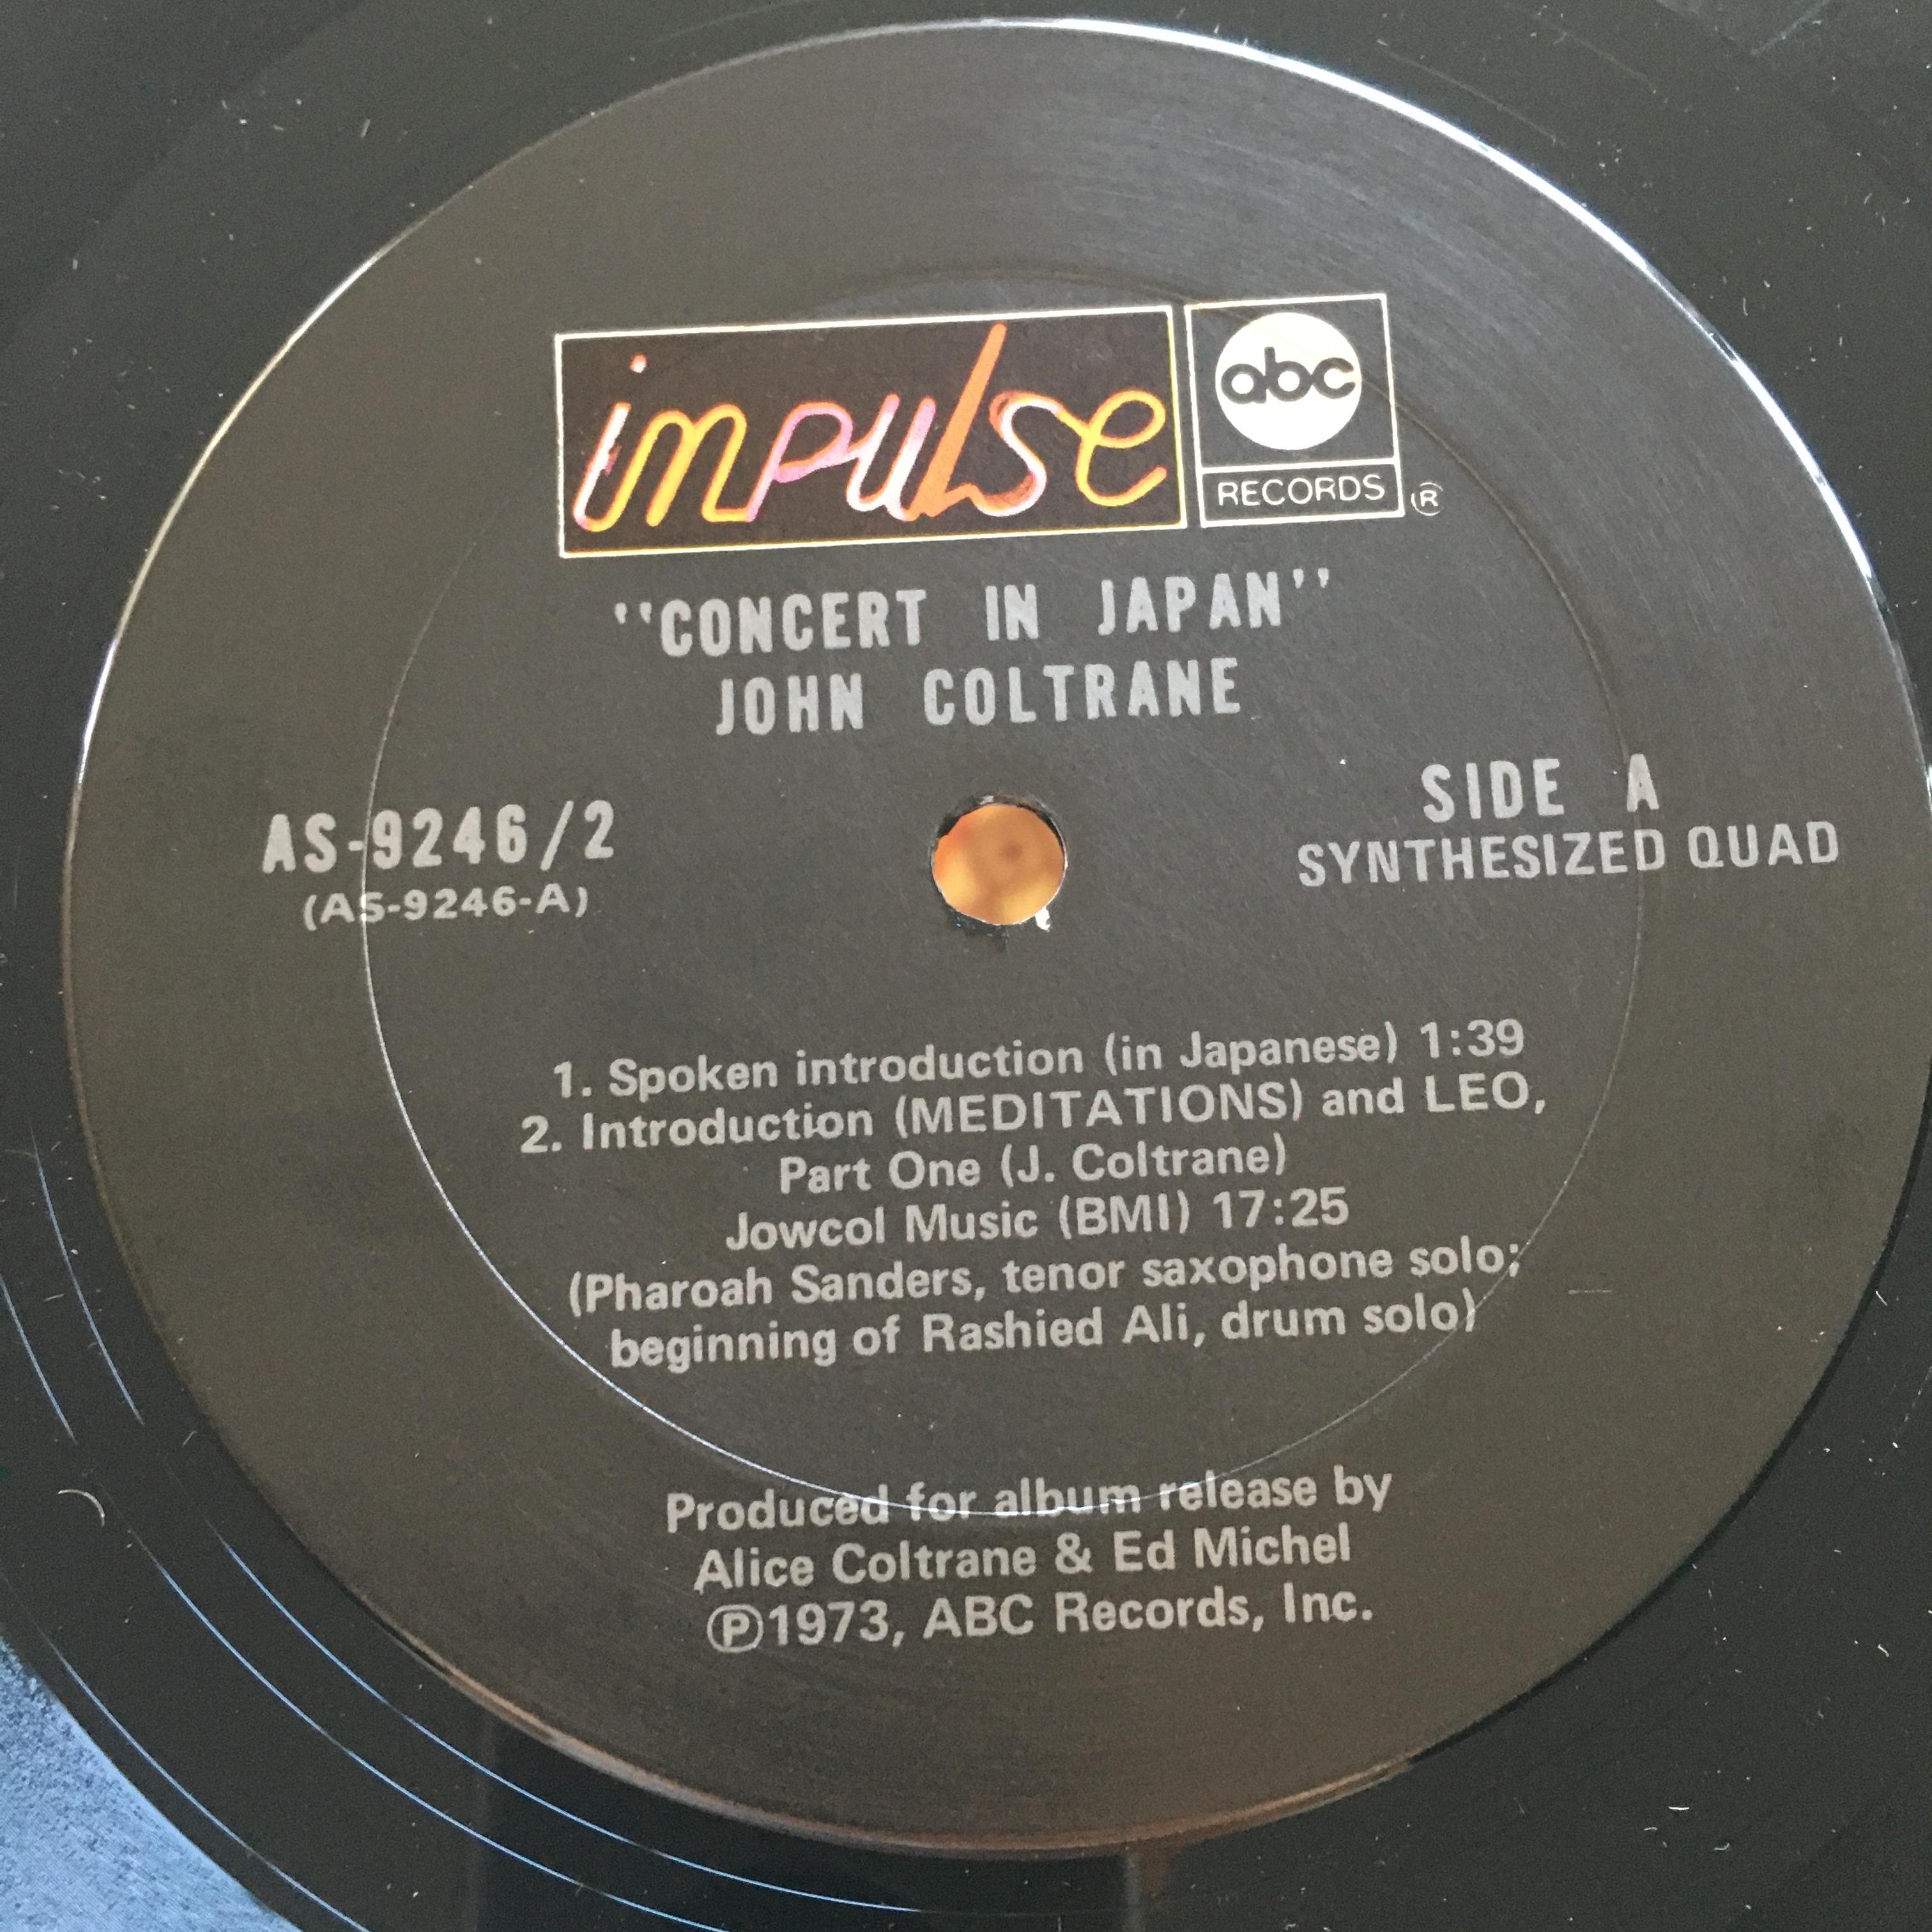 impulse
abc
RECORDS ®
"CONCERT IN JAPAN"
JOHN COLTRANE
AS-9246/2
(AS-9246-A)
SIDE A
SYNTHESIZED QUAD
1. Spoken introduction (in Japanese) 1:39
2. Introduction (MEDITATIONS) and LEO,
Part One (J. Coltrane)
Jowcol Music (BMI) 17:25
(Pharoah Sanders, tenor saxophone solo;
beginning of Rashied Ali, drum solo)
Produced for album release by
Alice Coltrane & Ed Michel
℗1973, ABC Records, Inc.